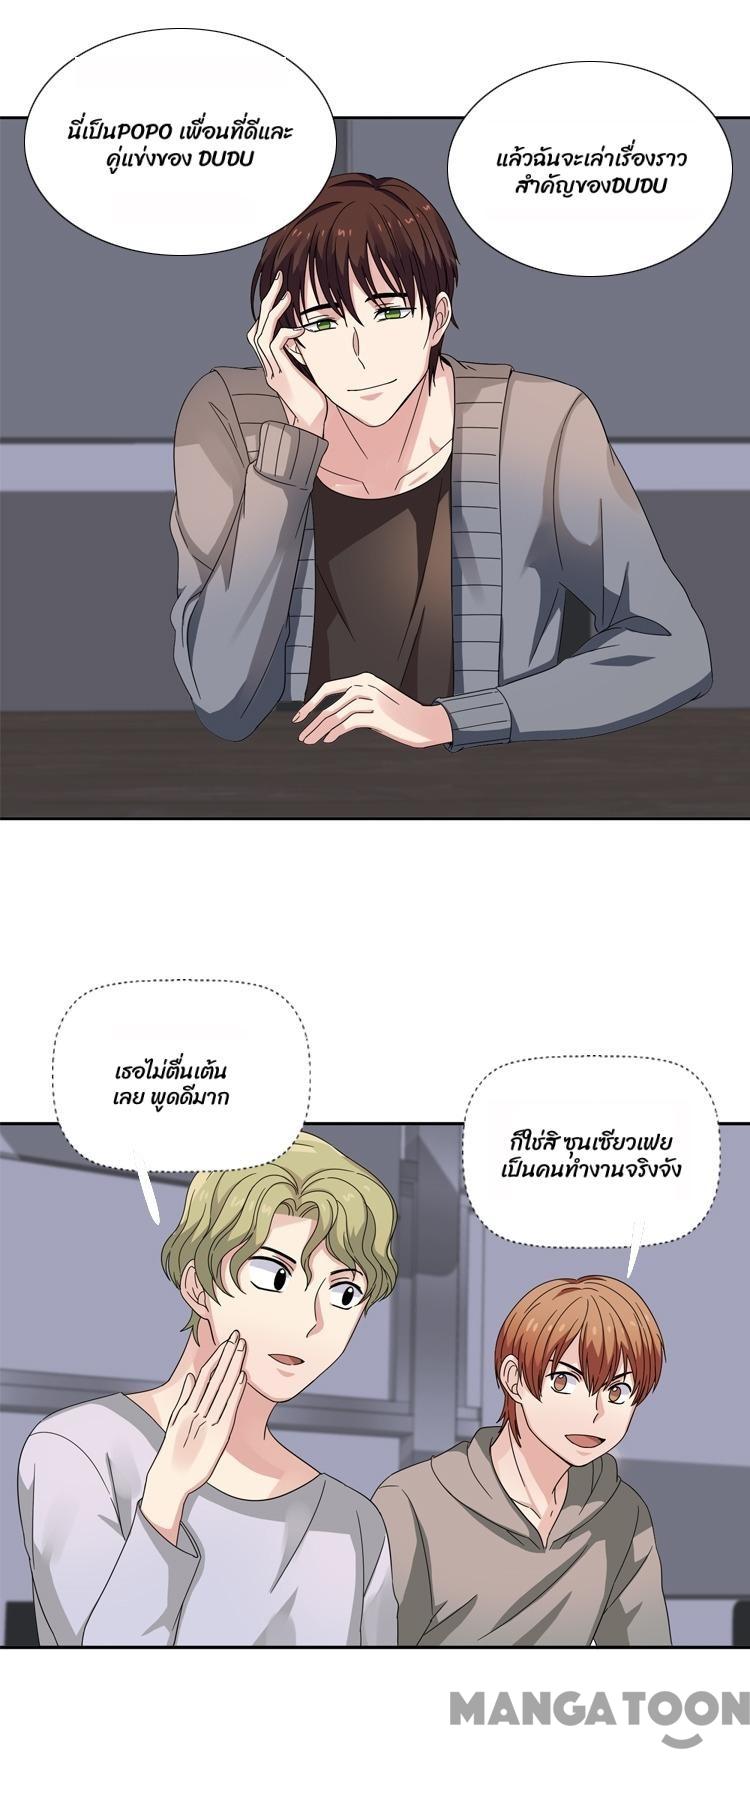 นี่เป็นPOPO เพื่อนที่ดีและ
คู่แข่งของ DUDU
แล้วฉันจะเล่าเรื่องราว
สำคัญของDUDU
เธอไม่ตื่นเต้น
เลย พูดดีมาก
ก็ใช่สิ ซุนเซียวเฟย
เป็นคนทำงานจริงจัง
MANGATOON